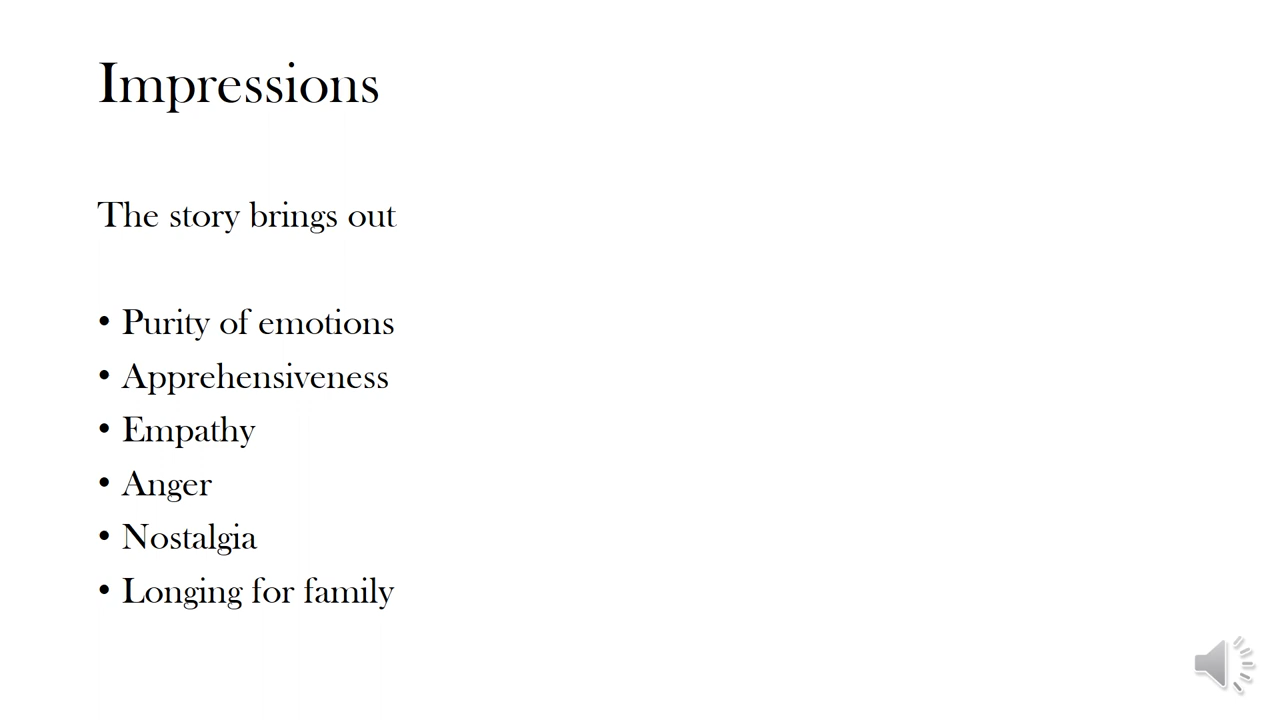 Impressions
The story brings out
• Purity of emotions
• Apprehensiveness
• Empathy
• Anger
• Nostalgia
• Longing for family